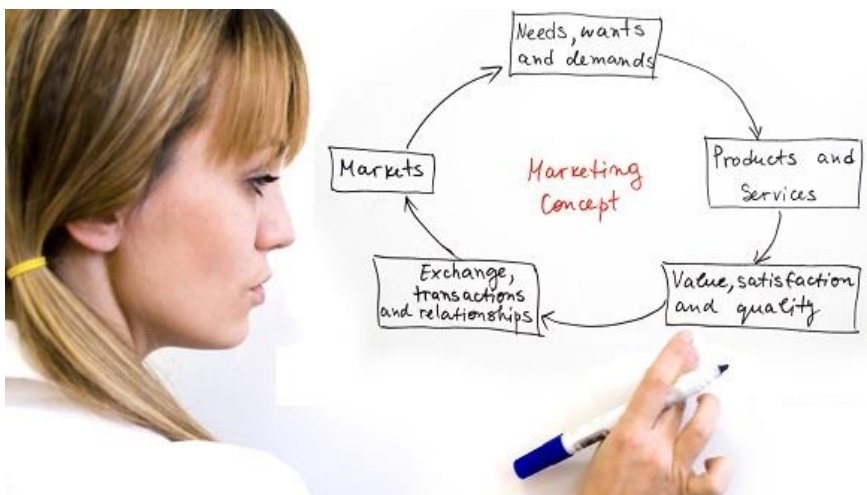 Needs, wants
and demands
Products and
Services
Value, satisfaction
and quality
Exchange,
transactions
and relationships
Markets
Marketing
Concept